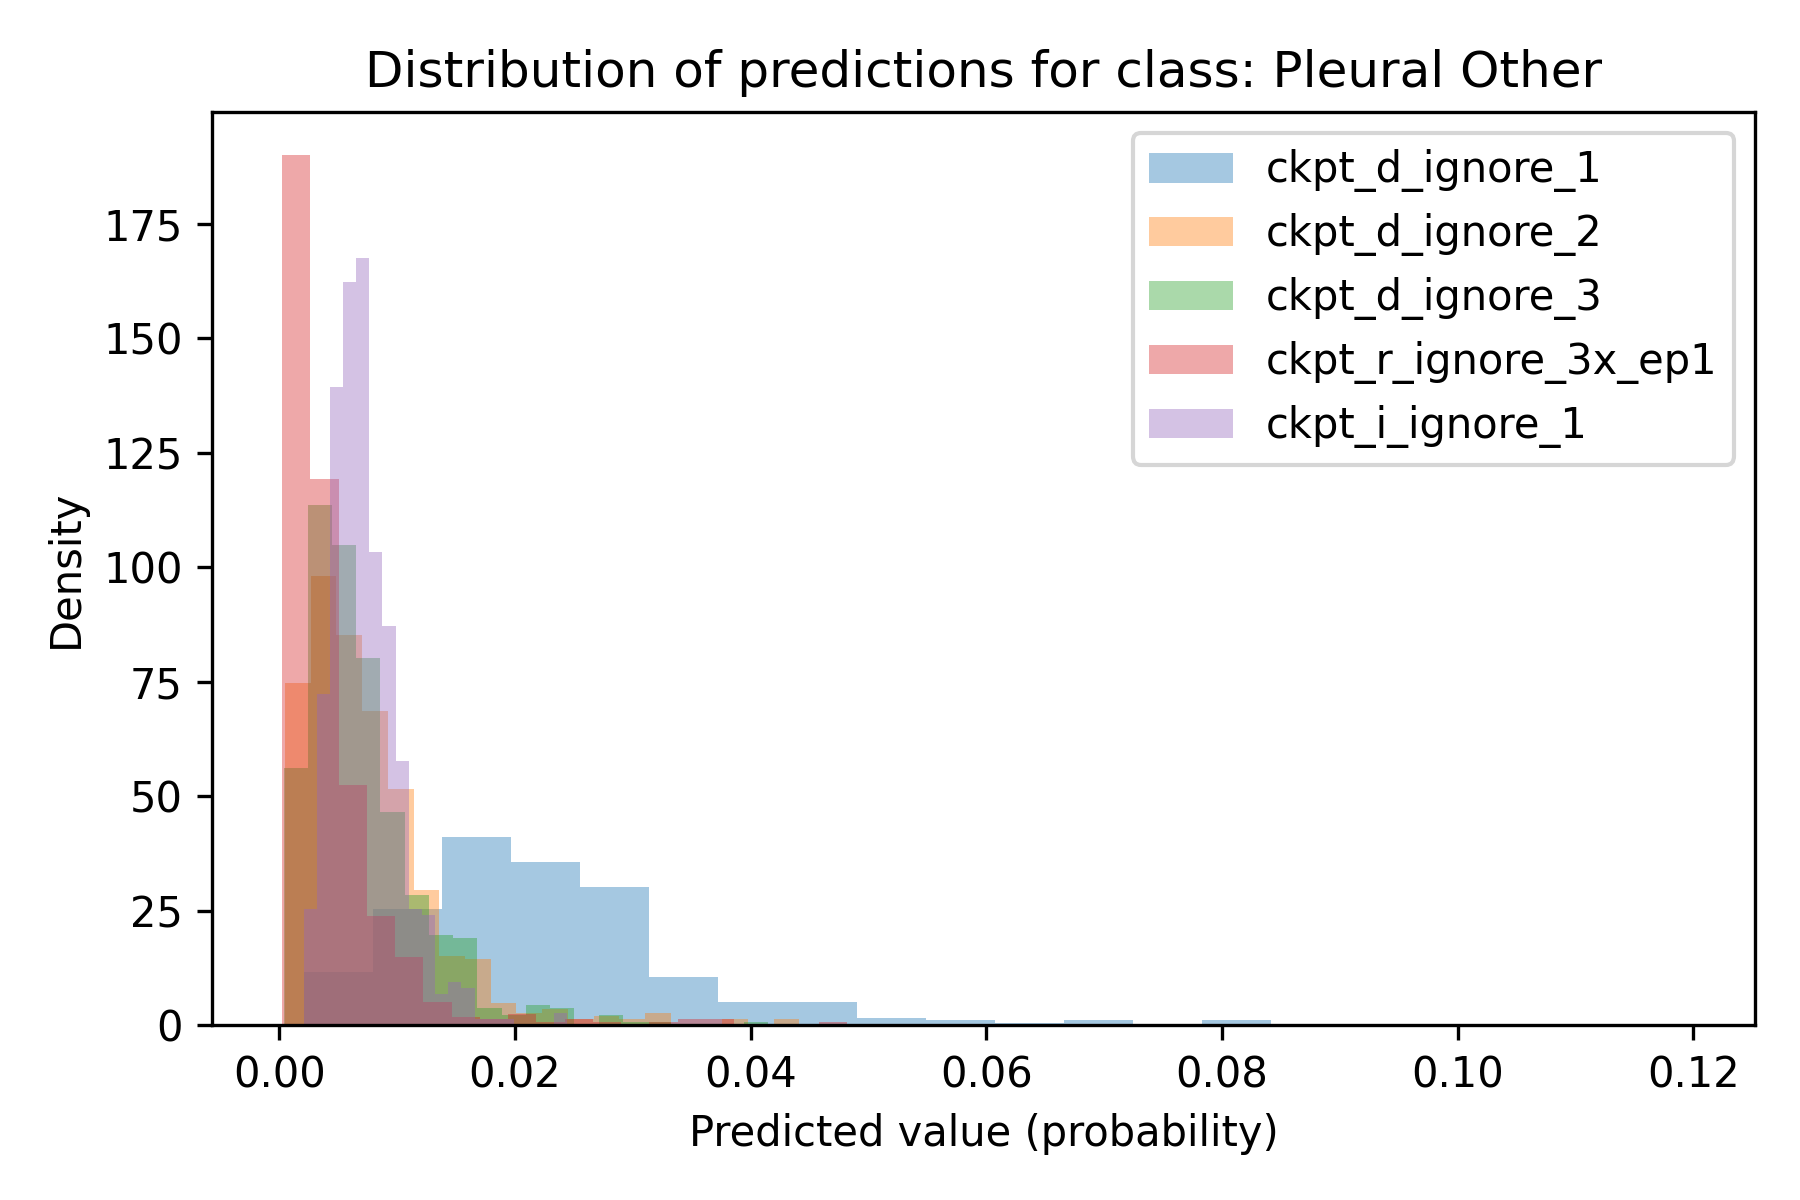 Distribution of predictions for class: Pleural Other
ckpt_d_ignore_1
ckpt_d_ignore_2
ckpt_d_ignore_3
ckpt_r_ignore_3x_ep1
ckpt_i_ignore_1
Density
175
150
125
100
75
50
25
0
0.00 0.02 0.04 0.06 0.08 0.10 0.12
Predicted value (probability)